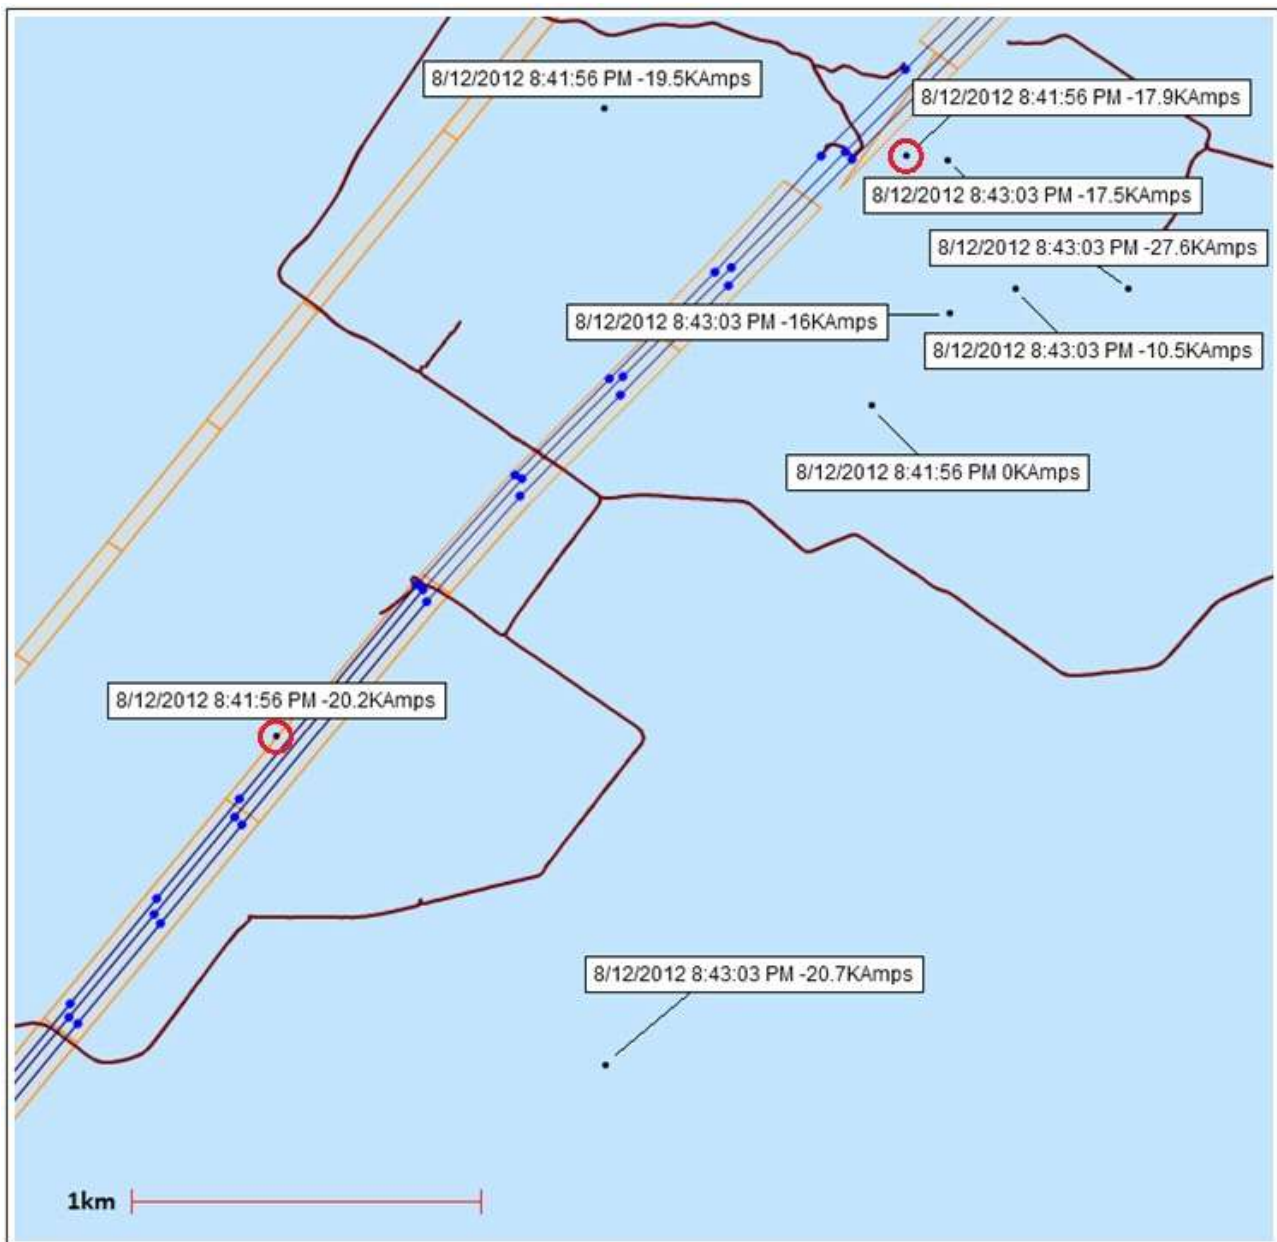 8/12/2012 8:41:56 PM -19.5KAmps
8/12/2012 8:41:56 PM -17.9KAmps
8/12/2012 8:43:03 PM -17.5KAmps
8/12/2012 8:43:03 PM -27.6KAmps
8/12/2012 8:43:03 PM -16KAmps
8/12/2012 8:43:03 PM -10.5KAmps
8/12/2012 8:41:56 PM 0KAmps
8/12/2012 8:41:56 PM -20.2KAmps
8/12/2012 8:43:03 PM -20.7KAmps
1km